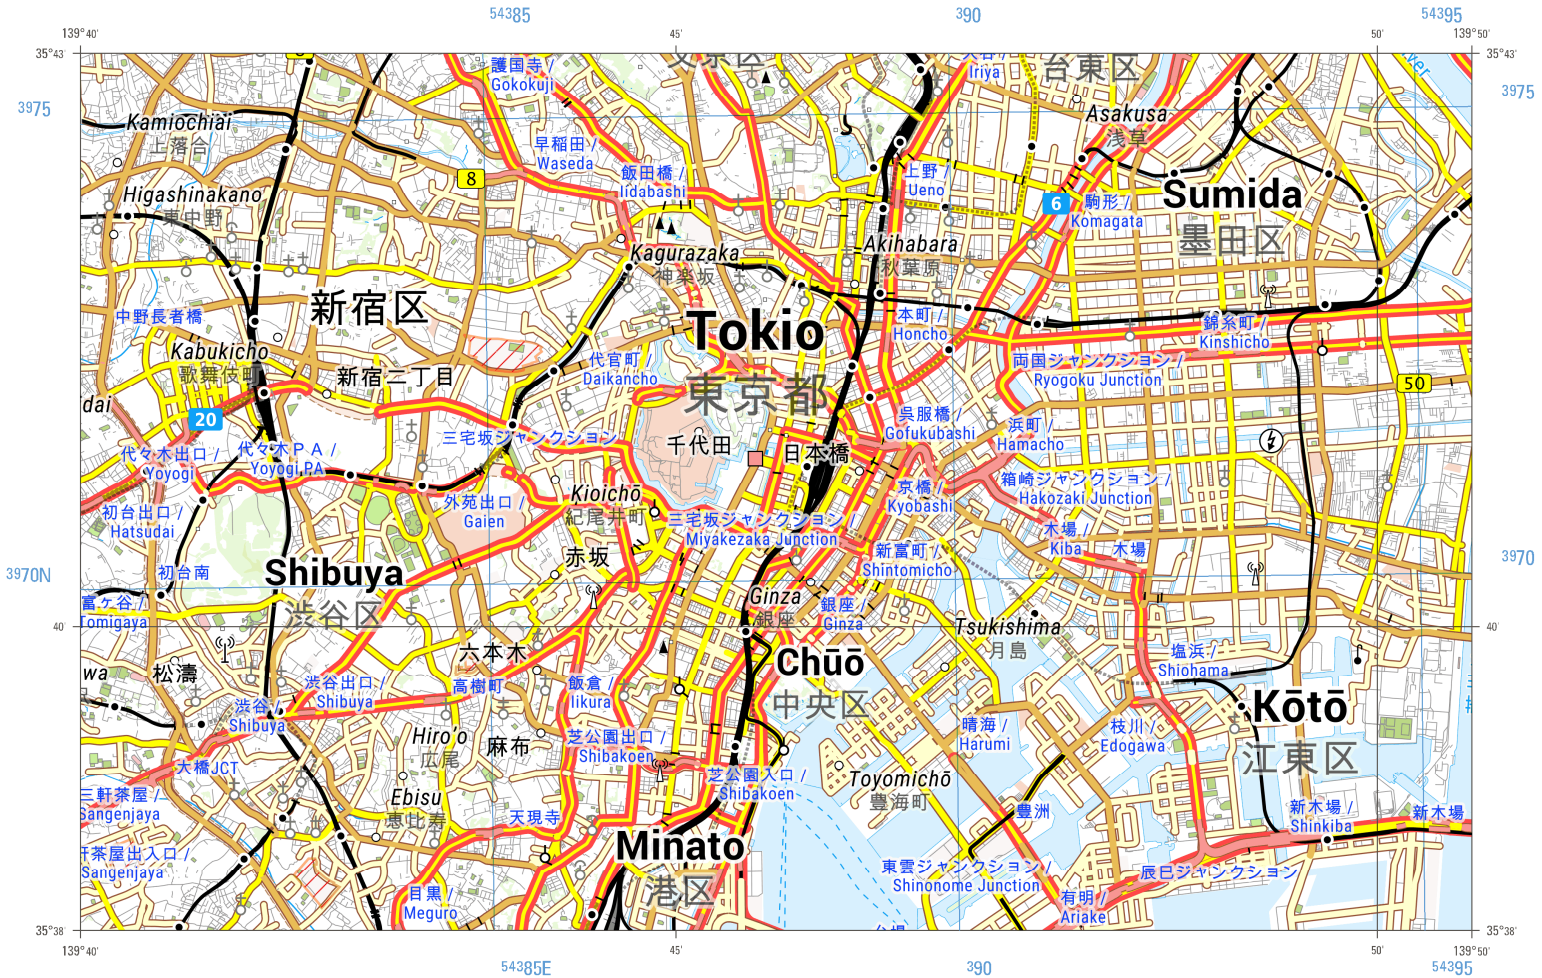 5485
390
5495
139°40'
45'
50'
139°50'
35°43'
35°43'
3975
3975
護国寺 /
Gokokuji
Iriya
台東区
Kamiochiai
上落合
早稲田 /
Waseda
飯田橋 /
Iidabashi
上野 /
Ueno
Asakusa
浅草
8
Higashinakano
東中野
6
駒形 /
Komagata
Sumida
墨田区
Kagurazaka
神楽坂
Akihabara
秋葉原
中野長者橋
新宿区
Tokio
東京都
本町 /
Honcho
錦糸町 /
Kinshicho
Kabukicho
歌舞伎町
新宿二丁目
代官町 /
Daikancho
両国ジャンクション /
Ryogoku Junction
50
dai
20
呉服橋 /
Gofukubashi
浜町 /
Hamacho
代々木出口 /
Yoyogi
代々木ＰＡ /
Yoyogi PA
三宅坂ジャンクション
千代田
日本橋
初台出口 /
Hatsudai
外苑出口 /
Gaien
Kioichō
紀尾井町
京橋 /
Kyobashi
箱崎ジャンクション /
Hakozaki Junction
三宅坂ジャンクション /
Miyakezaka Junction
木場 /
Kiba
木場
新富町 /
Shintomicho
赤坂
3970N
3970
初台南
Shibuya
渋谷区
富ヶ谷 /
Tomigaya
Ginza
銀座
銀座 /
Ginza
Tsukishima
月島
40'
40'
wa
松濤
六本木
高樹町
Chūō
中央区
塩浜 /
Shiohama
渋谷出口 /
Shibuya
渋谷 /
Shibuya
飯倉 /
Iikura
Kōtō
江東区
Hiro'o
広尾
麻布
芝公園出口 /
Shibakoen
晴海 /
Harumi
枝川 /
Edogawa
大橋JCT
芝公園入口 /
Shibakoen
Toyomichō
豊海町
三軒茶屋 /
Sangenjaya
Ebisu
恵比寿
天現寺
豊洲
新木場 /
Shinkiba
新木場
Minato
港区
軒茶屋出入口 /
Sangenjaya
東雲ジャンクション /
Shinonome Junction
辰巳ジャンクション
目黒 /
Meguro
有明 /
Ariake
35°38'
35°38'
139°40'
45'
50'
139°50'
5485E
390
5495